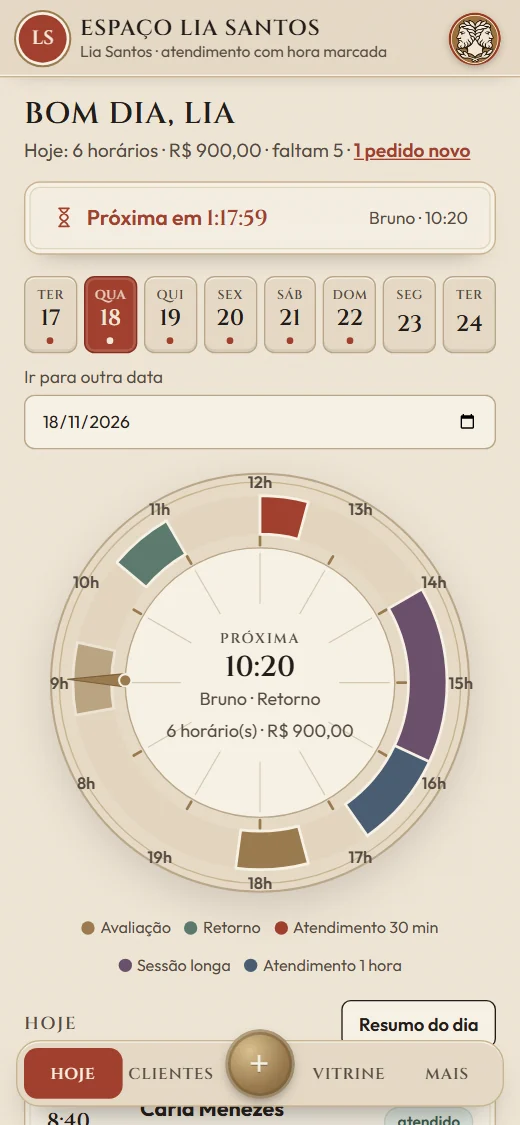 LS
ESPAÇO LIA SANTOS
Lia Santos · atendimento com hora marcada
BOM DIA, LIA
Hoje: 6 horários · R$ 900,00 · faltam 5 · 1 pedido novo
Próxima em 1:17:59
Bruno · 10:20
TER QUA QUI SEX SÁB DOM SEG TER
17 18 19 20 21 22 23 24
Ir para outra data
18/11/2026
12h
11h 13h
10h 14h
PRÓXIMA
10:20
9h 15h
Bruno · Retorno
6 horário(s) · R$ 900,00
8h 16h
19h 17h
18h
Avaliação Retorno Atendimento 30 min
Sessão longa Atendimento 1 hora
HOJE
Resumo do dia
HOJE CLIENTES + VITRINE MAIS
8:40 Carla Menezes atendido